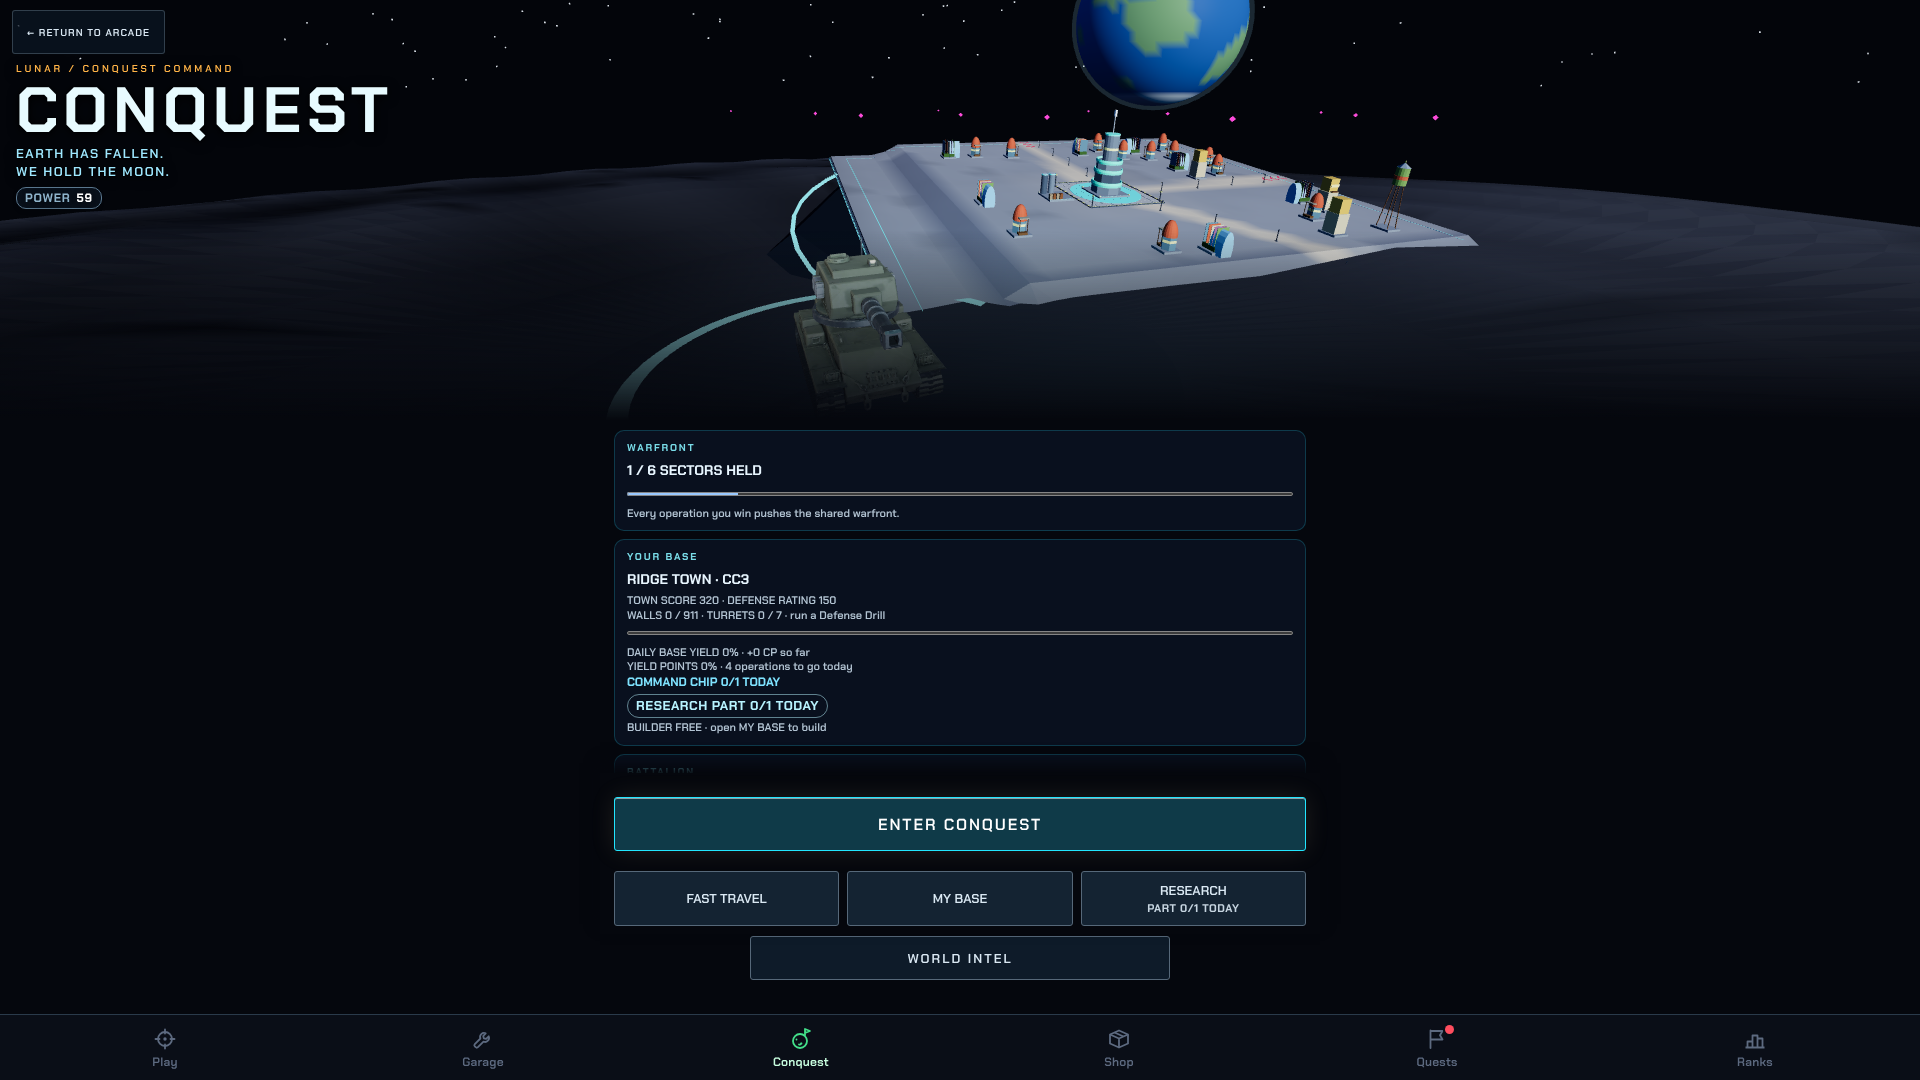 ← RETURN TO ARCADE
LUNAR / CONQUEST COMMAND
CONQUEST
EARTH HAS FALLEN.
WE HOLD THE MOON.
POWER 59
WARFRONT
1 / 6 SECTORS HELD
Every operation you win pushes the shared warfront.
YOUR BASE
RIDGE TOWN · CC3
TOWN SCORE 320 · DEFENSE RATING 150
WALLS 0 / 911 · TURRETS 0 / 7 · run a Defense Drill
DAILY BASE YIELD 0% · +0 CP so far
YIELD POINTS 0% · 4 operations to go today
COMMAND CHIP 0/1 TODAY
RESEARCH PART 0/1 TODAY
BUILDER FREE · open MY BASE to build
BATTALION
ENTER CONQUEST
FAST TRAVEL
MY BASE
RESEARCH
PART 0/1 TODAY
WORLD INTEL
Play
Garage
Conquest
Shop
Quests
Ranks